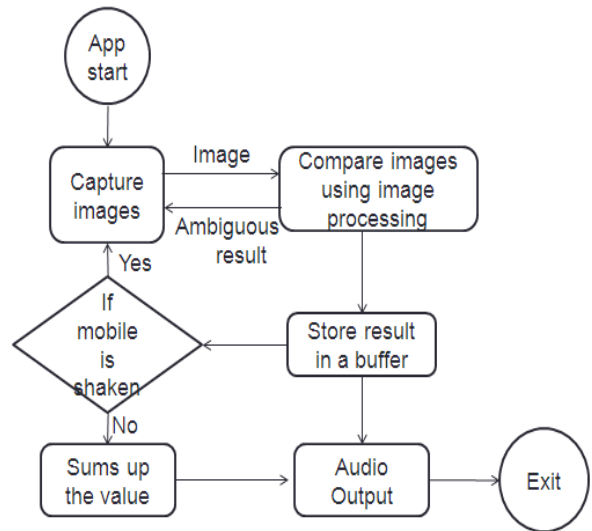 App
start
Image
Capture
images
Compare images
using image
processing
Ambiguous
result
Yes
If
mobile
is
shaken
Store result
in a buffer
No
Sums up
the value
Audio
Output
Exit